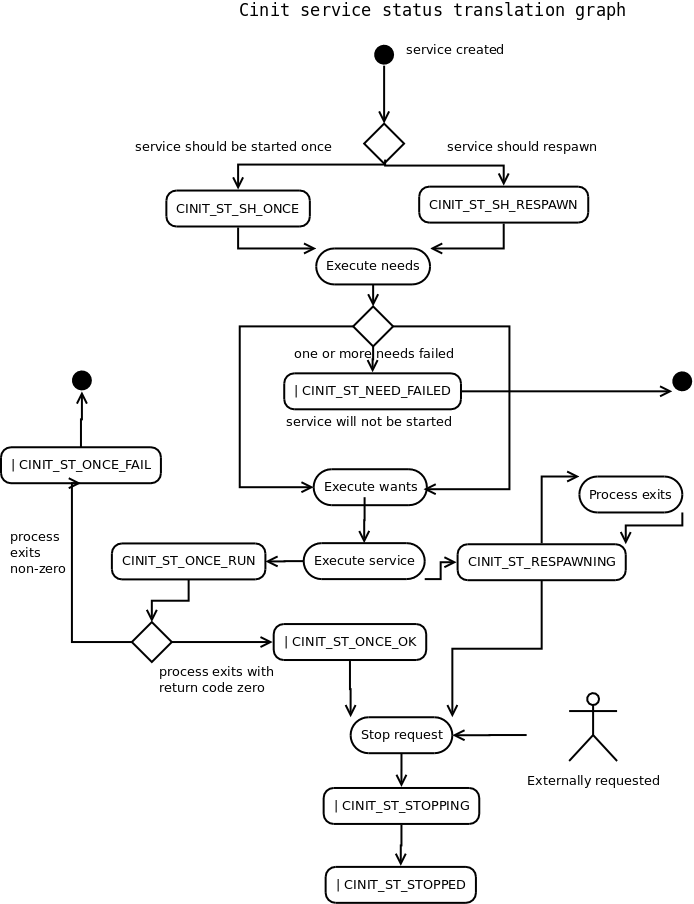 Cinit service status translation graph
service created
service should be started once
service should respawn
CINIT_ST_SH_ONCE
CINIT_ST_SH_RESPAWN
Execute needs
one or more needs failed
| CINIT_ST_NEED_FAILED
service will not be started
| CINIT_ST_ONCE_FAIL
Execute wants
Process exits
process
exits
non-zero
CINIT_ST_ONCE_RUN
Execute service
CINIT_ST_RESPAWNING
| CINIT_ST_ONCE_OK
process exits with
return code zero
Stop request
Externally requested
| CINIT_ST_STOPPING
| CINIT_ST_STOPPED